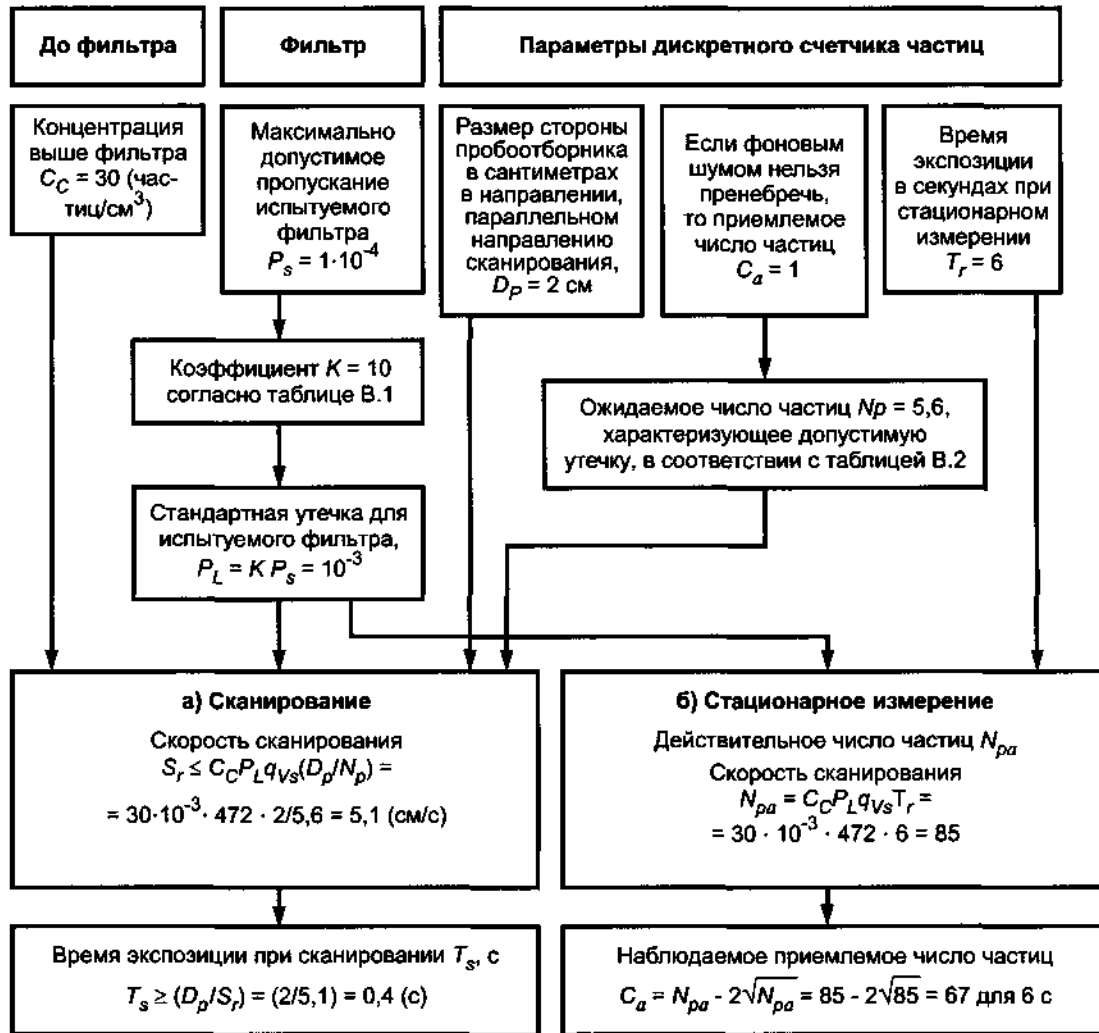 До фильтра
Фильтр
Параметры дискретного счетчика частиц
Концентрация
выше фильтра
C_C = 30 (час-
тиц/см³)
Максимально
допустимое
пропускание
испытуемого
фильтра
P_s = 1·10⁻⁴
Размер стороны
пробоотборника
в сантиметрах
в направлении,
параллельном
направлению
сканирования,
D_P = 2 см
Если фоновым
шумом нельзя
пренебречь,
то приемлемое
число частиц
C_a = 1
Время
экспозиции
в секундах при
стационарном
измерении
T_r = 6
Коэффициент K = 10
согласно таблице В.1
Ожидаемое число частиц Np = 5,6,
характеризующее допустимую
утечку, в соответствии с таблицей В.2
Стандартная утечка для
испытуемого фильтра,
P_L = K P_s = 10⁻³
а) Сканирование
Скорость сканирования
S_r ≤ C_C P_L q_Vs (D_p/N_p) =
= 30·10⁻³ · 472 · 2/5,6 = 5,1 (см/с)
б) Стационарное измерение
Действительное число частиц N_pa
Скорость сканирования
N_pa = C_C P_L q_Vs T_r =
= 30 · 10⁻³ · 472 · 6 = 85
Время экспозиции при сканировании T_s, с
T_s ≥ (D_p/S_r) = (2/5,1) = 0,4 (с)
Наблюдаемое приемлемое число частиц
C_a = N_pa - 2√N_pa = 85 - 2√85 = 67 для 6 с